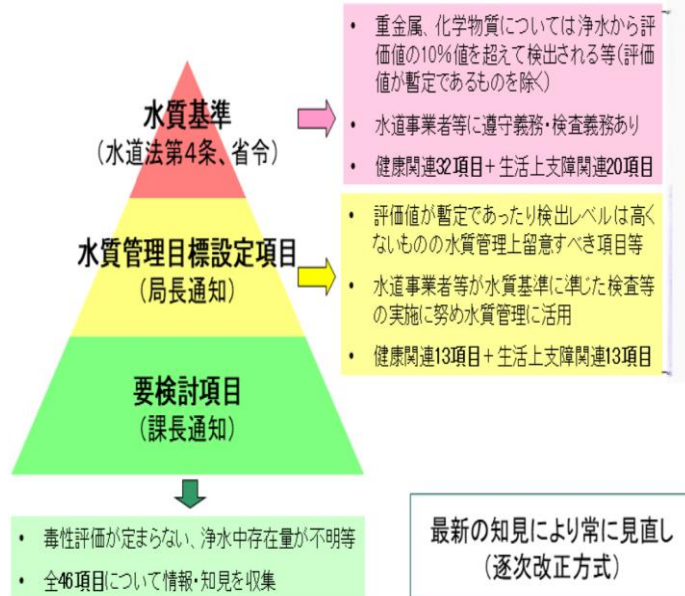 水質基準
(水道法第4条、省令)
• 重金属、化学物質については浄水から評
価値の10%値を超えて検出される等(評価
値が暫定であるものを除く)
• 水道事業者等に遵守義務・検査義務あり
• 健康関連32項目+生活上支障関連20項目
水質管理目標設定項目
(局長通知)
• 評価値が暫定であったり検出レベルは高く
ないものの水質管理上留意すべき項目等
• 水道事業者等が水質基準に準じた検査等
の実施に努め水質管理に活用
• 健康関連13項目+生活上支障関連13項目
要検討項目
(課長通知)
• 毒性評価が定まらない、浄水中存在量が不明等
• 全46項目について情報・知見を収集
最新の知見により常に見直し
(逐次改正方式)